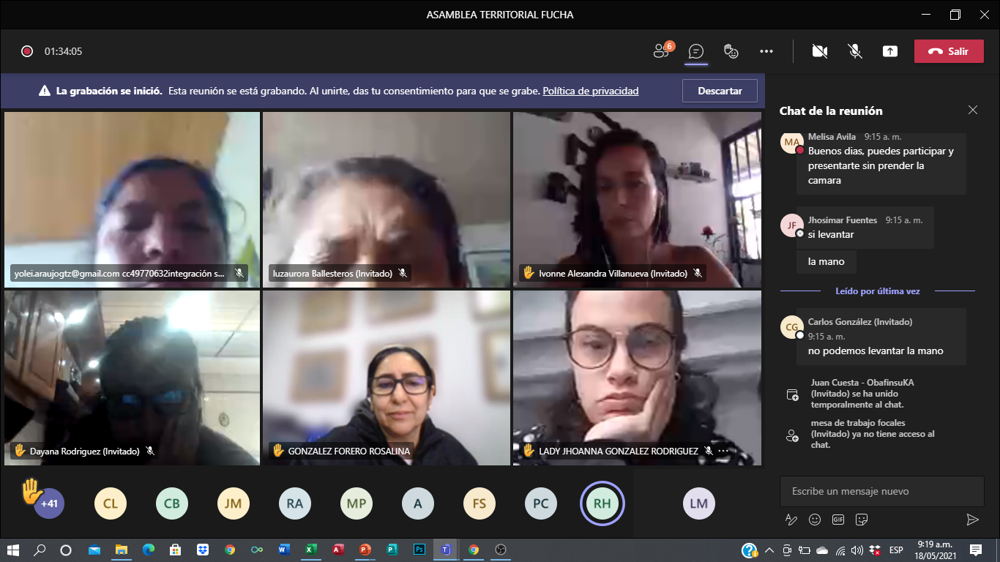 ASAMBLEA TERRITORIAL FUCHA
01:34:05
6
Salir
La grabación se inició. Esta reunión se está grabando. Al unirte, das tu consentimiento para que se grabe. Política de privacidad
Descartar
yolei.araujogtz@gmail.com cc49770632integración s...
luzaurora Ballesteros (Invitado)
Ivonne Alexandra Villanueva (Invitado)
Dayana Rodriguez (Invitado)
GONZALEZ FORERO ROSALINA
LADY JHOANNA GONZALEZ RODRIGUEZ
+41
CL
CB
JM
RA
MP
A
FS
PC
RH
LM
Chat de la reunión
MA
Melisa Avila 9:15 a. m.
Buenos dias, puedes participar y
presentarte sin prender la
camara
JF
Jhosimar Fuentes 9:15 a. m.
si levantar
la mano
Leído por última vez
CG
Carlos González (Invitado)
9:15 a. m.
no podemos levantar la mano
Juan Cuesta - ObafinsuKA
(Invitado) se ha unido
temporalmente al chat.
mesa de trabajo focales
(Invitado) ya no tiene acceso al
chat.
Escribe un mensaje nuevo
GIF
ESP
9:19 a.m.
18/05/2021